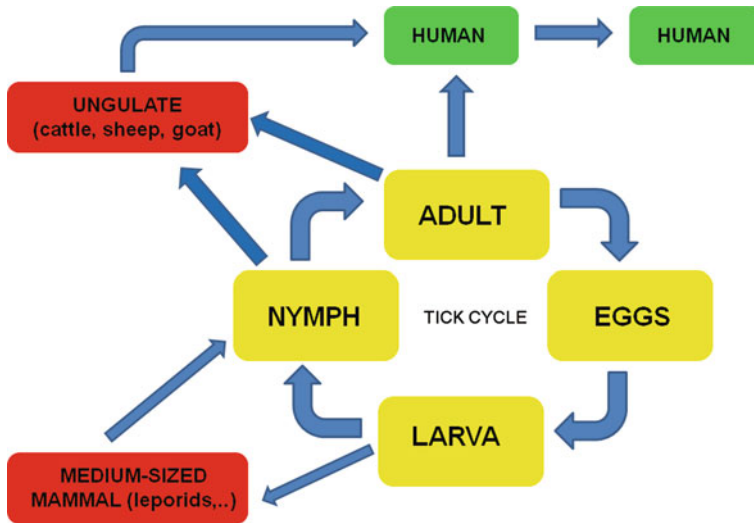 HUMAN
HUMAN
UNGULATE
(cattle, sheep, goat)
ADULT
NYMPH
TICK CYCLE
EGGS
LARVA
MEDIUM-SIZED
MAMMAL (leporids,..)